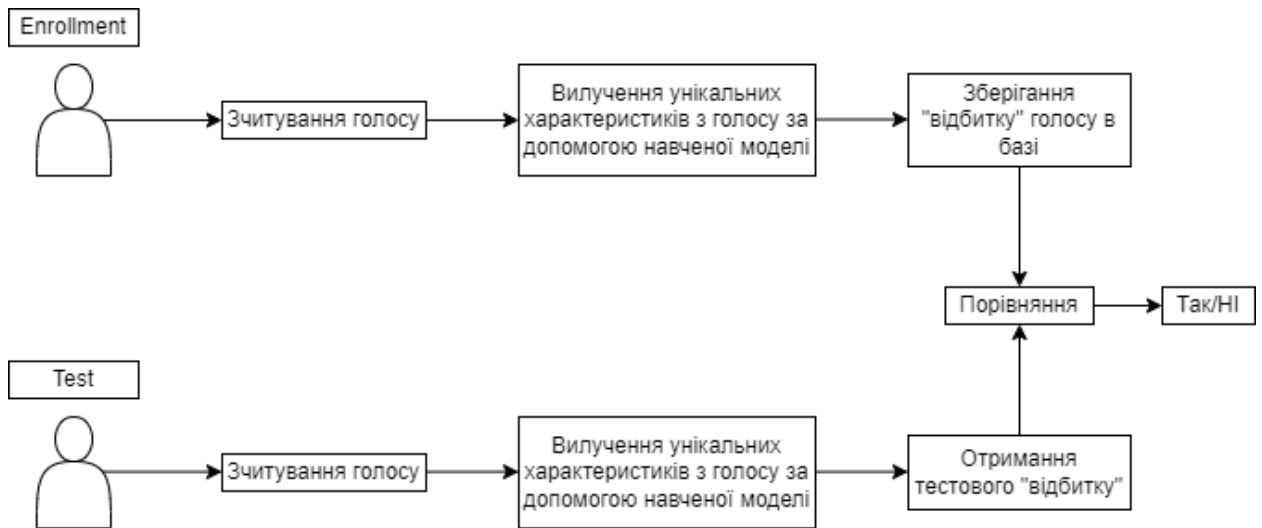 Enrollment
Зчитування голосу
Вилучення унікальних
характеристиків з голосу за
допомогою навченої моделі
Зберігання
"відбитку" голосу в
базі
Порівняння
Так/НІ
Test
Зчитування голосу
Вилучення унікальних
характеристиків з голосу за
допомогою навченої моделі
Отримання
тестового "відбитку"